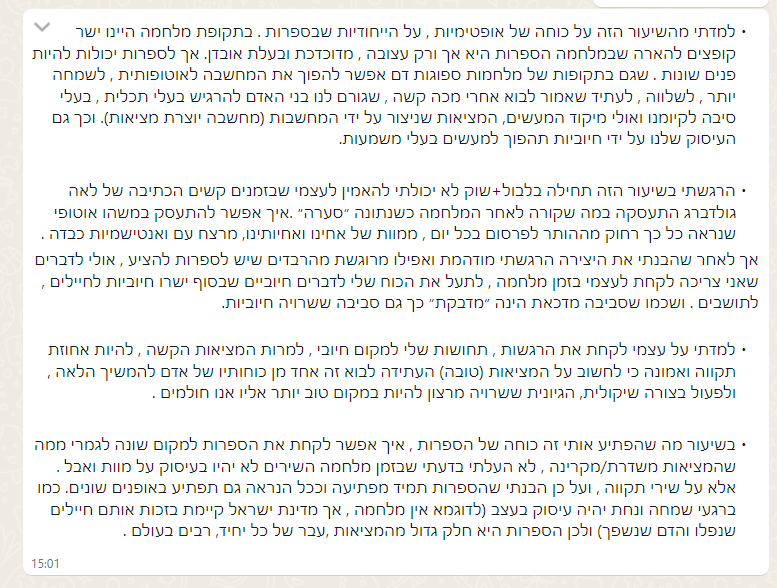 • למדתי מהשיעור הזה על כוחה של אופטימיות , על הייחודיות שבספרות . בתקופת מלחמה היינו ישר
קופצים להארה שבמלחמה הספרות היא אך ורק עצובה , מדוכדכת ובעלת אובדן. אך לספרות יכולות להיות
פנים שונות . שגם בתקופות של מלחמות ספוגות דם אפשר להפוך את המחשבה לאוטופותית , לשמחה
יותר , לשלווה , לעתיד שאמור לבוא אחרי מכה קשה , שגורם לנו בני האדם להרגיש בעלי תכלית , בעלי
סיבה לקיומנו ואולי מיקוד המעשים, המציאות שניצור על ידי המחשבות (מחשבה יוצרת מציאות). וכך גם
העיסוק שלנו על ידי חיוביות תהפוך למעשים בעלי משמעות.
• הרגשתי בשיעור הזה תחילה בלבול+שוק לא יכולתי להאמין לעצמי שבזמנים קשים הכתיבה של לאה
גולדברג התעסקה במה שקורה לאחר המלחמה כשנתונה ״סערה״ .איך אפשר להתעסק במשהו אוטופי
שנראה כל כך רחוק מההותר לפרסום בכל יום , ממוות של אחינו ואחיותינו, מרצח עם ואנטישמיות כבדה .
אך לאחר שהבנתי את היצירה הרגשתי מודהמת ואפילו מרוגשת מהרבדים שיש לספרות להציע , אולי לדברים
שאני צריכה לקחת לעצמי בזמן מלחמה , לתעל את הכוח שלי לדברים חיוביים שבסוף ישרו חיוביות לחיילים ,
לתושבים . ושכמו שסביבה מדכאת הינה ״מדבקת״ כך גם סביבה ששרויה חיוביות.
• למדתי על עצמי לקחת את הרגשות , תחושות שלי למקום חיובי , למרות המציאות הקשה , להיות אחוזת
תקווה ואמונה כי לחשוב על המציאות (טובה) העתידה לבוא זה אחד מן כוחותיו של אדם להמשיך הלאה ,
ולפעול בצורה שיקולית, הגיונית ששרויה מרצון להיות במקום טוב יותר אליו אנו חולמים .
• בשיעור מה שהפתיע אותי זה כוחה של הספרות , איך אפשר לקחת את הספרות למקום שונה לגמרי ממה
שהמציאות משדרת/מקרינה , לא העלתי בדעתי שבזמן מלחמה השירים לא יהיו בעיסוק על מוות ואבל .
אלא על שירי תקווה , ועל כן הבנתי שהספרות תמיד מפתיעה וככל הנראה גם תפתיע באופנים שונים. כמו
ברגעי שמחה ונחת יהיה עיסוק בעצב (לדוגמא אין מלחמה , אך מדינת ישראל קיימת בזכות אותם חיילים
שנפלו והדם שנשפך) ולכן הספרות היא חלק גדול מהמציאות ,עבר של כל יחיד, רבים בעולם .
15:01